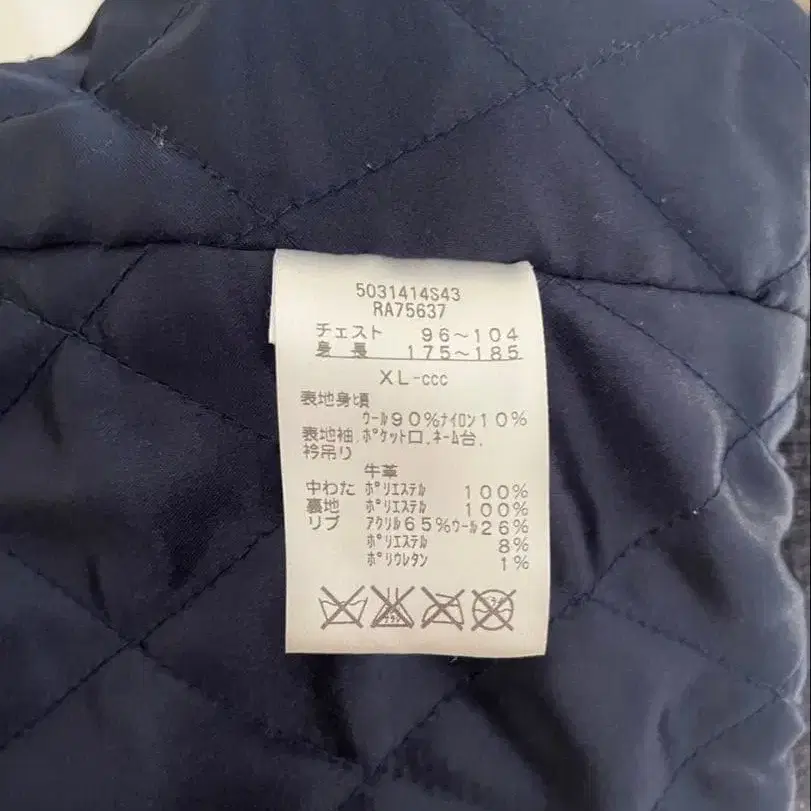 5031414S43
RA75637
チェスト 96～104
身長 175～185
XL-ccc
表地身頃
ウール90%ナイロン10%
表地袖.ポケット口.ネーム台.
衿吊り
牛革
中わた ポリエステル 100%
裏地 ポリエステル 100%
リブ アクリル65%ウール26%
ポリエステル 8%
ポリウレタン 1%